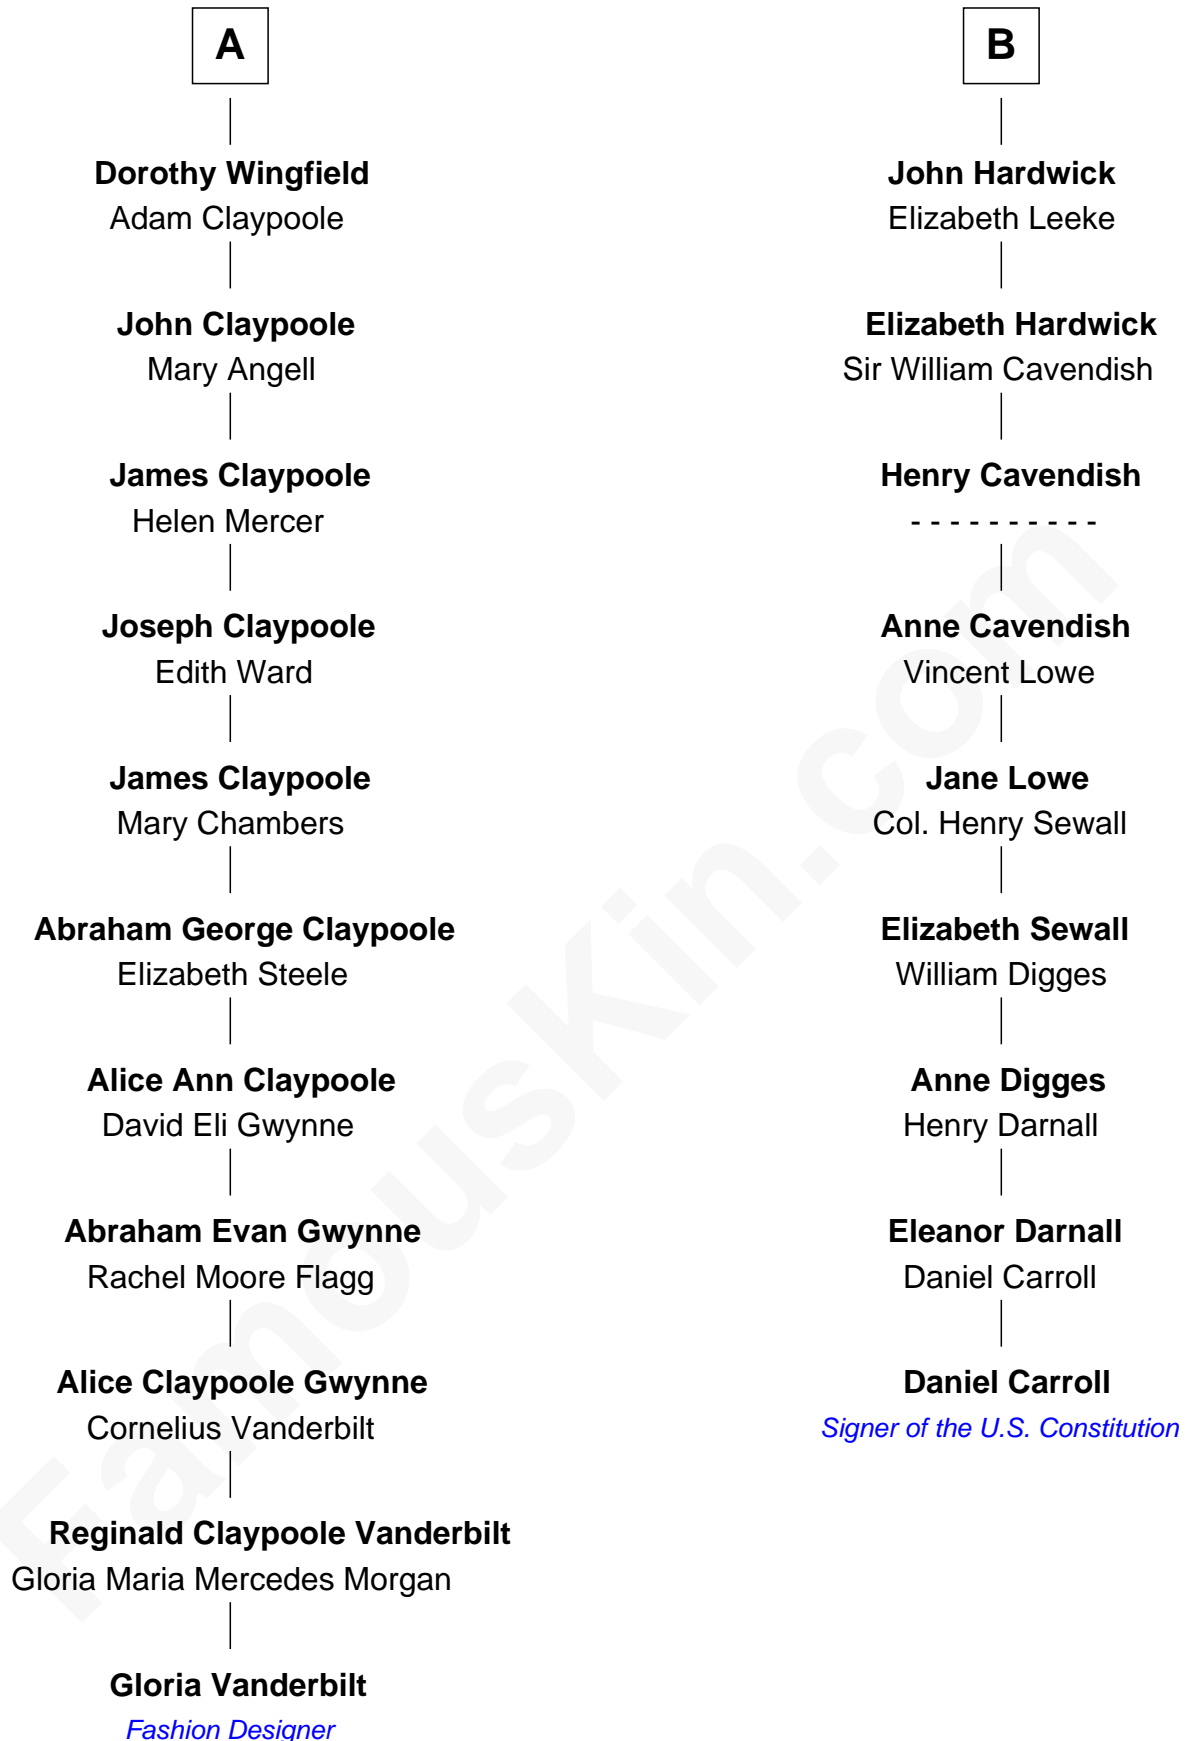 A
Dorothy Wingfield
Adam Claypoole
John Claypoole
Mary Angell
James Claypoole
Helen Mercer
Joseph Claypoole
Edith Ward
James Claypoole
Mary Chambers
Abraham George Claypoole
Elizabeth Steele
Alice Ann Claypoole
David Eli Gwynne
Abraham Evan Gwynne
Rachel Moore Flagg
Alice Claypoole Gwynne
Cornelius Vanderbilt
Reginald Claypoole Vanderbilt
Gloria Maria Mercedes Morgan
Gloria Vanderbilt
Fashion Designer
B
John Hardwick
Elizabeth Leeke
Elizabeth Hardwick
Sir William Cavendish
Henry Cavendish
- - - - - - - - - -
Anne Cavendish
Vincent Lowe
Jane Lowe
Col. Henry Sewall
Elizabeth Sewall
William Digges
Anne Digges
Henry Darnall
Eleanor Darnall
Daniel Carroll
Daniel Carroll
Signer of the U.S. Constitution
FamousKin.com